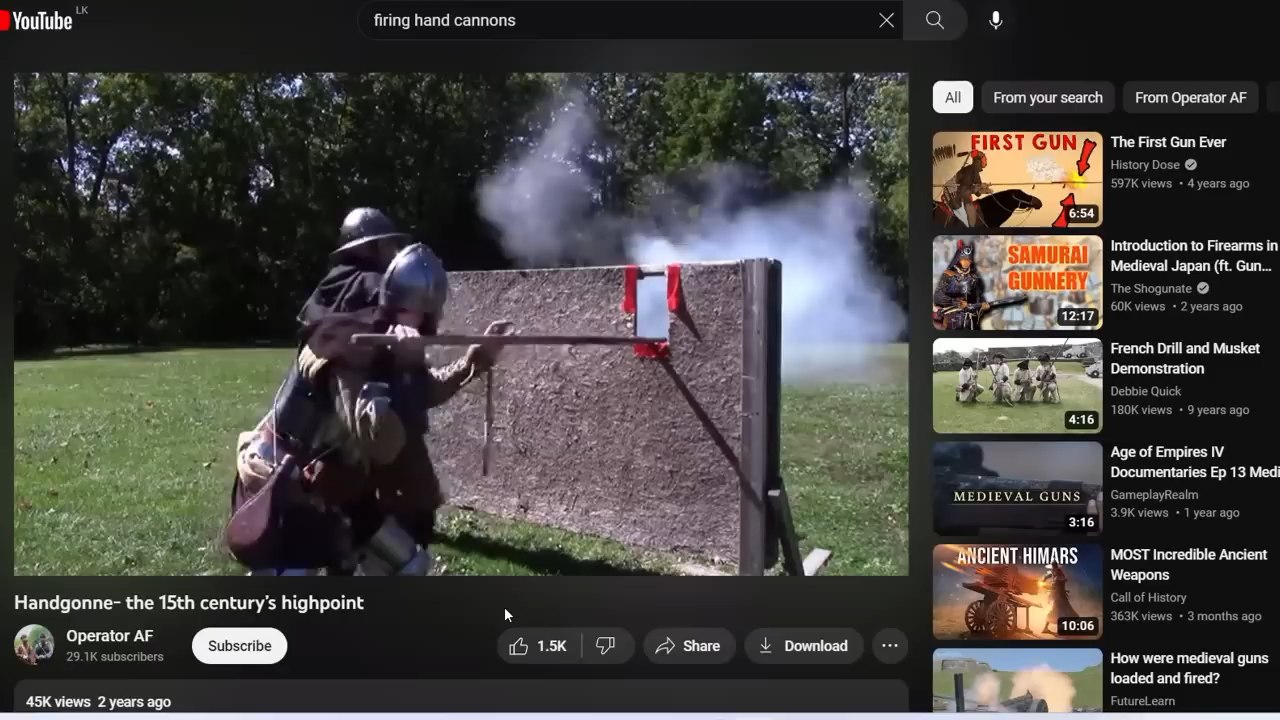 YouTube LK
firing hand cannons
All
From your search
From Operator AF
FIRST GUN
6:54
The First Gun Ever
History Dose
597K views • 4 years ago
SAMURAI
GUNNERY
12:17
Introduction to Firearms in
Medieval Japan (ft. Gun...
The Shogunate
60K views • 2 years ago
4:16
French Drill and Musket
Demonstration
Debbie Quick
180K views • 9 years ago
MEDIEVAL GUNS
3:16
Age of Empires IV
Documentaries Ep 13 Medi
GameplayRealm
3.9K views • 1 year ago
ANCIENT HIMARS
10:06
MOST Incredible Ancient
Weapons
Call of History
363K views • 3 months ago
How were medieval guns
loaded and fired?
FutureLearn
Handgonne- the 15th century's highpoint
Operator AF
29.1K subscribers
Subscribe
1.5K
Share
Download
45K views 2 years ago